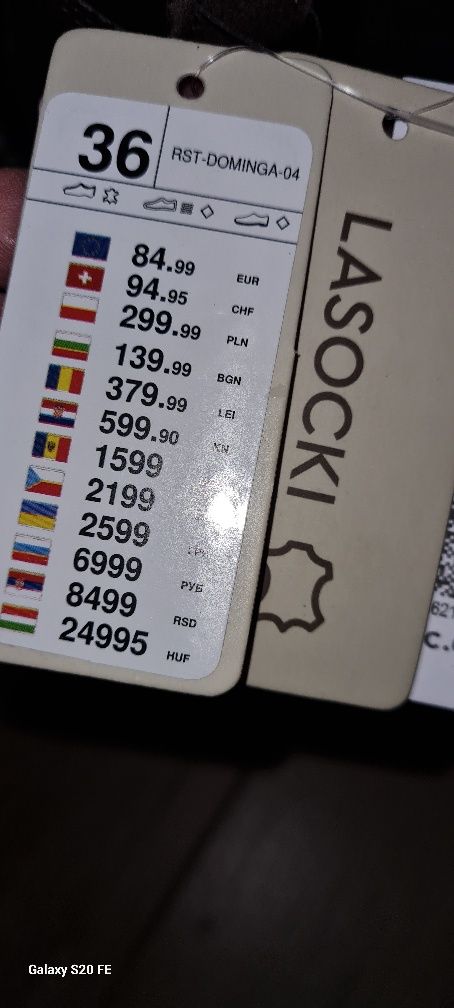 36
RST-DOMINGA-04
84.99 EUR
94.95 CHF
299.99 PLN
139.99 BGN
379.99 LEI
599.90 KN
1599
2199
2599
6999 РУБ
8499 RSD
24995 HUF
LASOCKI
Galaxy S20 FE